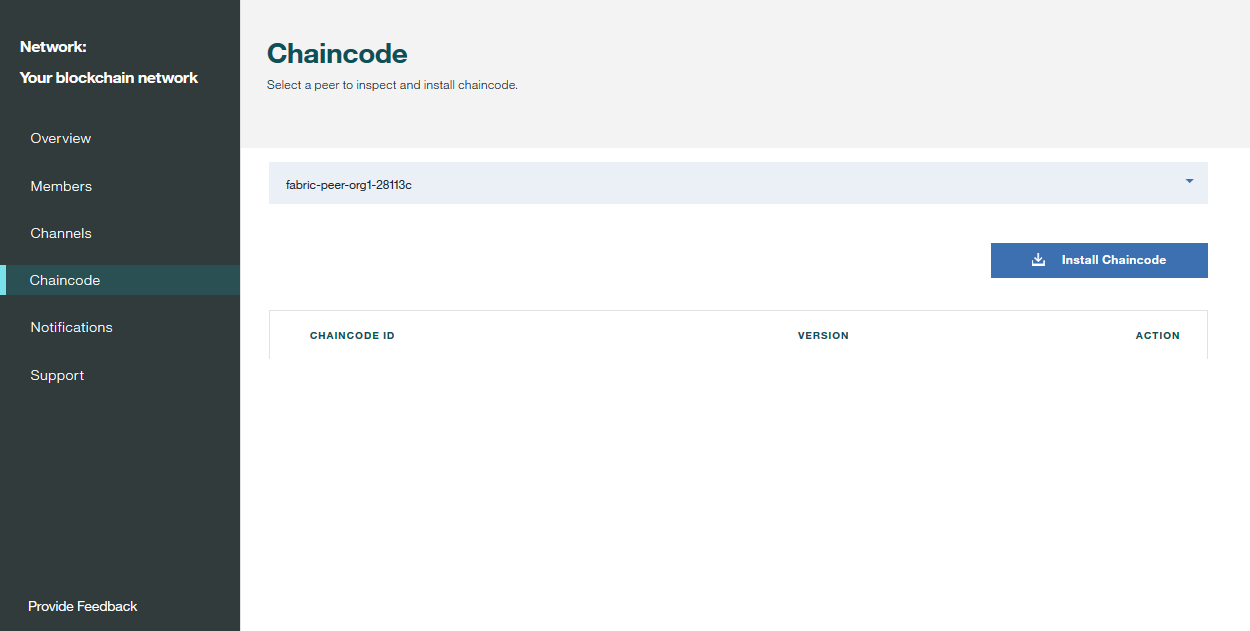 Network:
Your blockchain network
Overview
Members
Channels
Chaincode
Notifications
Support
Provide Feedback
Chaincode
Select a peer to inspect and install chaincode.
fabric-peer-org1-28113c
Install Chaincode
CHAINCODE ID VERSION ACTION